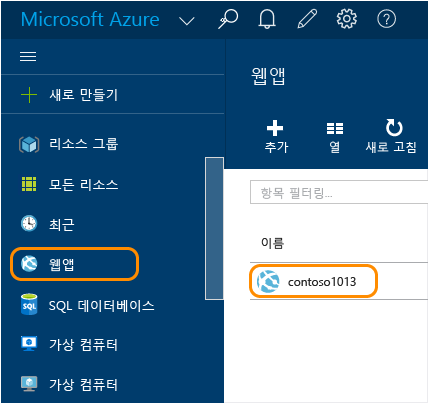 Microsoft Azure
새로 만들기
리소스 그룹
모든 리소스
최근
웹앱
SQL 데이터베이스
가상 컴퓨터
가상 컴퓨터
웹앱
추가 열 새로 고침
항목 필터링...
이름
contoso1013